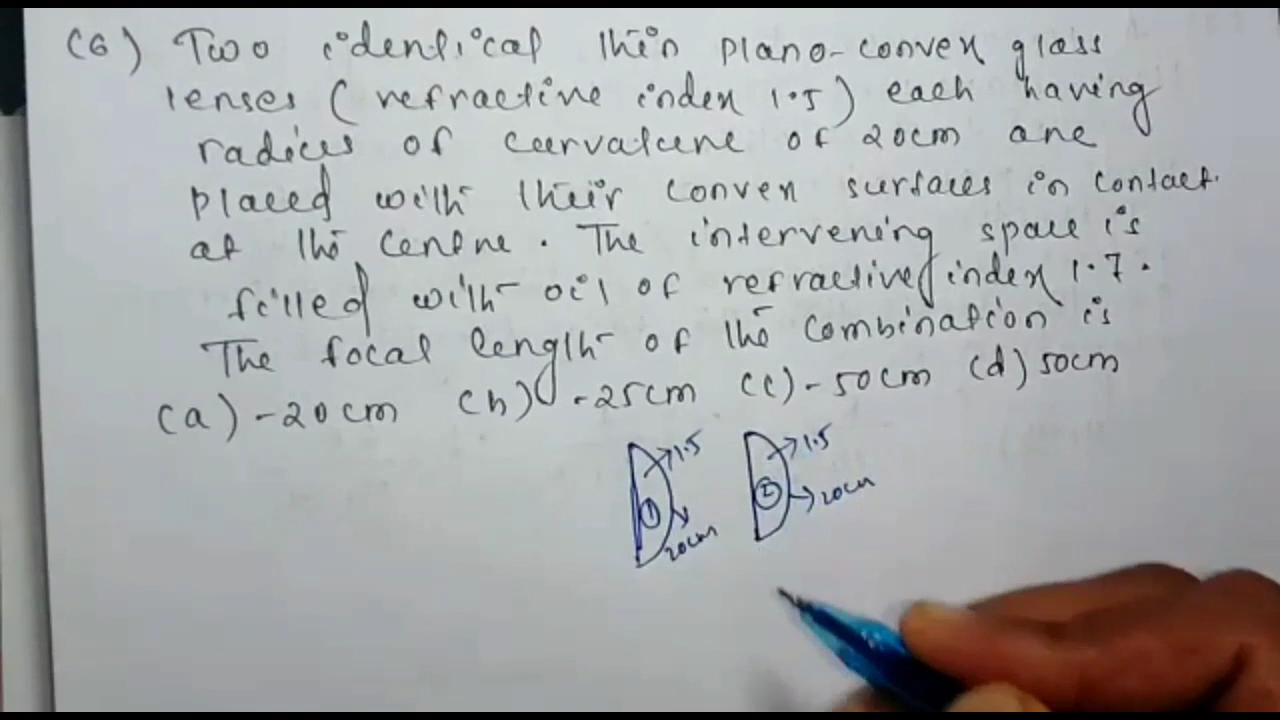 (6) Two identical thin plano-convex glass
lenses (refractive index 1.5) each having
radius of curvature of 20cm are
placed with their convex surfaces in contact
at the centre. The intervening space is
filled with oil of refractive index 1.7.
The focal length of the combination is
(a) -20cm (b) -25cm (c) -50cm (d) 50cm
1.5 1.5
1 2 20cm
20cm